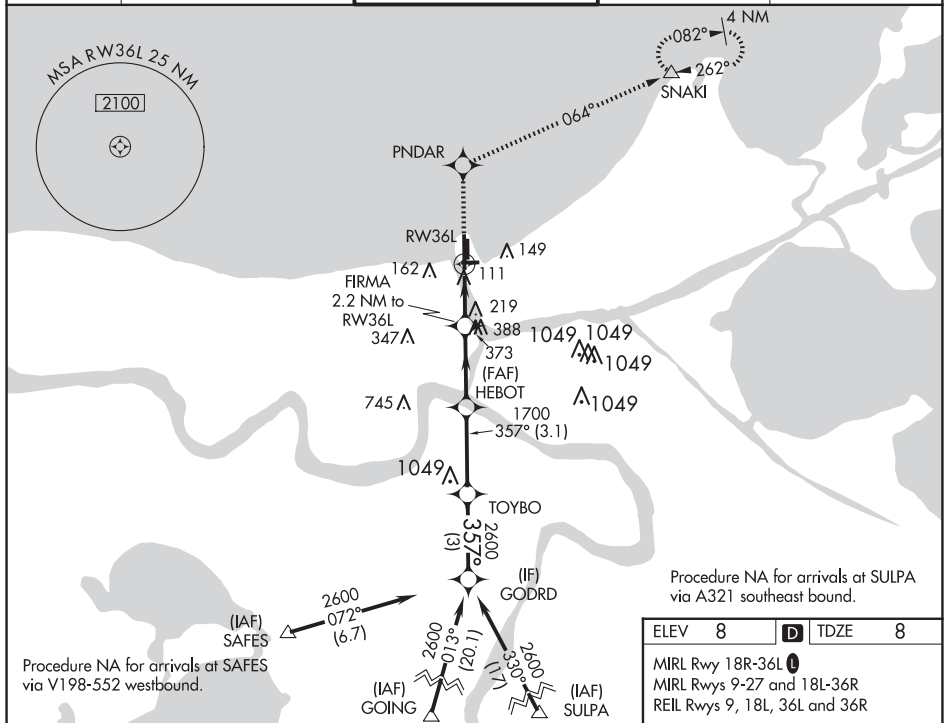 MSA RW36L 25 NM
2100
4 NM
082°
262°
SNAKI
064°
PNDAR
RW36L
149
162
111
FIRMA
2.2 NM to
RW36L
219
388
347
373
1049 1049
1049
(FAF)
HEBOT
745
1049
1700
357° (3.1)
1049
TOYBO
2600
357°
(3)
(IF)
GODRD
2600
072°
(6.7)
(IAF)
SAFES
2600
013°
(20.1)
2600
330°
(17)
(IAF)
GOING
(IAF)
SULPA
Procedure NA for arrivals at SAFES
via V198-552 westbound.
Procedure NA for arrivals at SULPA
via A321 southeast bound.
ELEV 8 D TDZE 8
MIRL Rwy 18R-36L L
MIRL Rwys 9-27 and 18L-36R
REIL Rwys 9, 18L, 36L and 36R